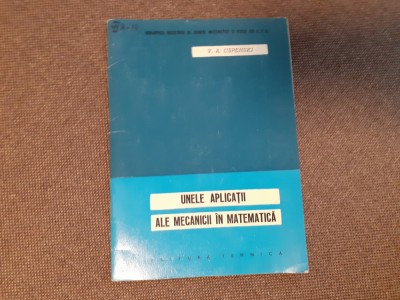 V. A. USPENSKI
UNELE APLICAȚII
ALE MECANICII ÎN MATEMATICĂ
EDITURA TEHNICĂ